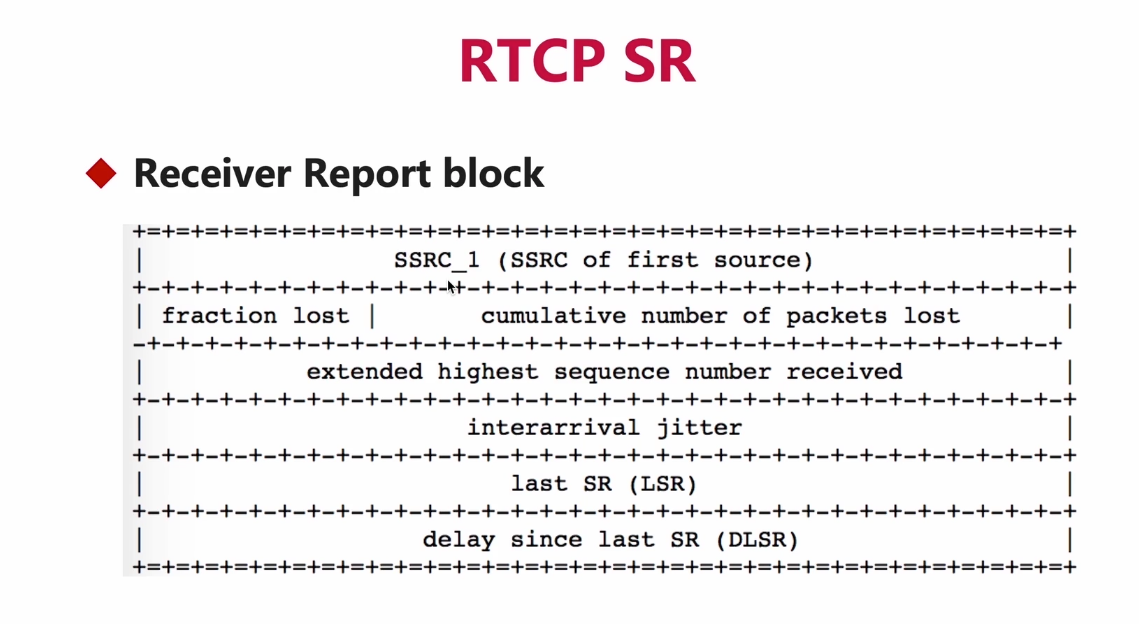 RTCP SR
Receiver Report block
+=+=+=+=+=+=+=+=+=+=+=+=+=+=+=+=+=+=+=+=+=+=+=+=+=+=+=+=+=+=+=+=+
| SSRC_1 (SSRC of first source) |
+-+-+-+-+-+-+-+-+-+-+-+-+-+-+-+-+-+-+-+-+-+-+-+-+-+-+-+-+-+-+-+-+
| fraction lost | cumulative number of packets lost |
-+-+-+-+-+-+-+-+-+-+-+-+-+-+-+-+-+-+-+-+-+-+-+-+-+-+-+-+-+-+-+-+
| extended highest sequence number received |
+-+-+-+-+-+-+-+-+-+-+-+-+-+-+-+-+-+-+-+-+-+-+-+-+-+-+-+-+-+-+-+-+
| interarrival jitter |
+-+-+-+-+-+-+-+-+-+-+-+-+-+-+-+-+-+-+-+-+-+-+-+-+-+-+-+-+-+-+-+-+
| last SR (LSR) |
+-+-+-+-+-+-+-+-+-+-+-+-+-+-+-+-+-+-+-+-+-+-+-+-+-+-+-+-+-+-+-+-+
| delay since last SR (DLSR) |
+=+=+=+=+=+=+=+=+=+=+=+=+=+=+=+=+=+=+=+=+=+=+=+=+=+=+=+=+=+=+=+=+